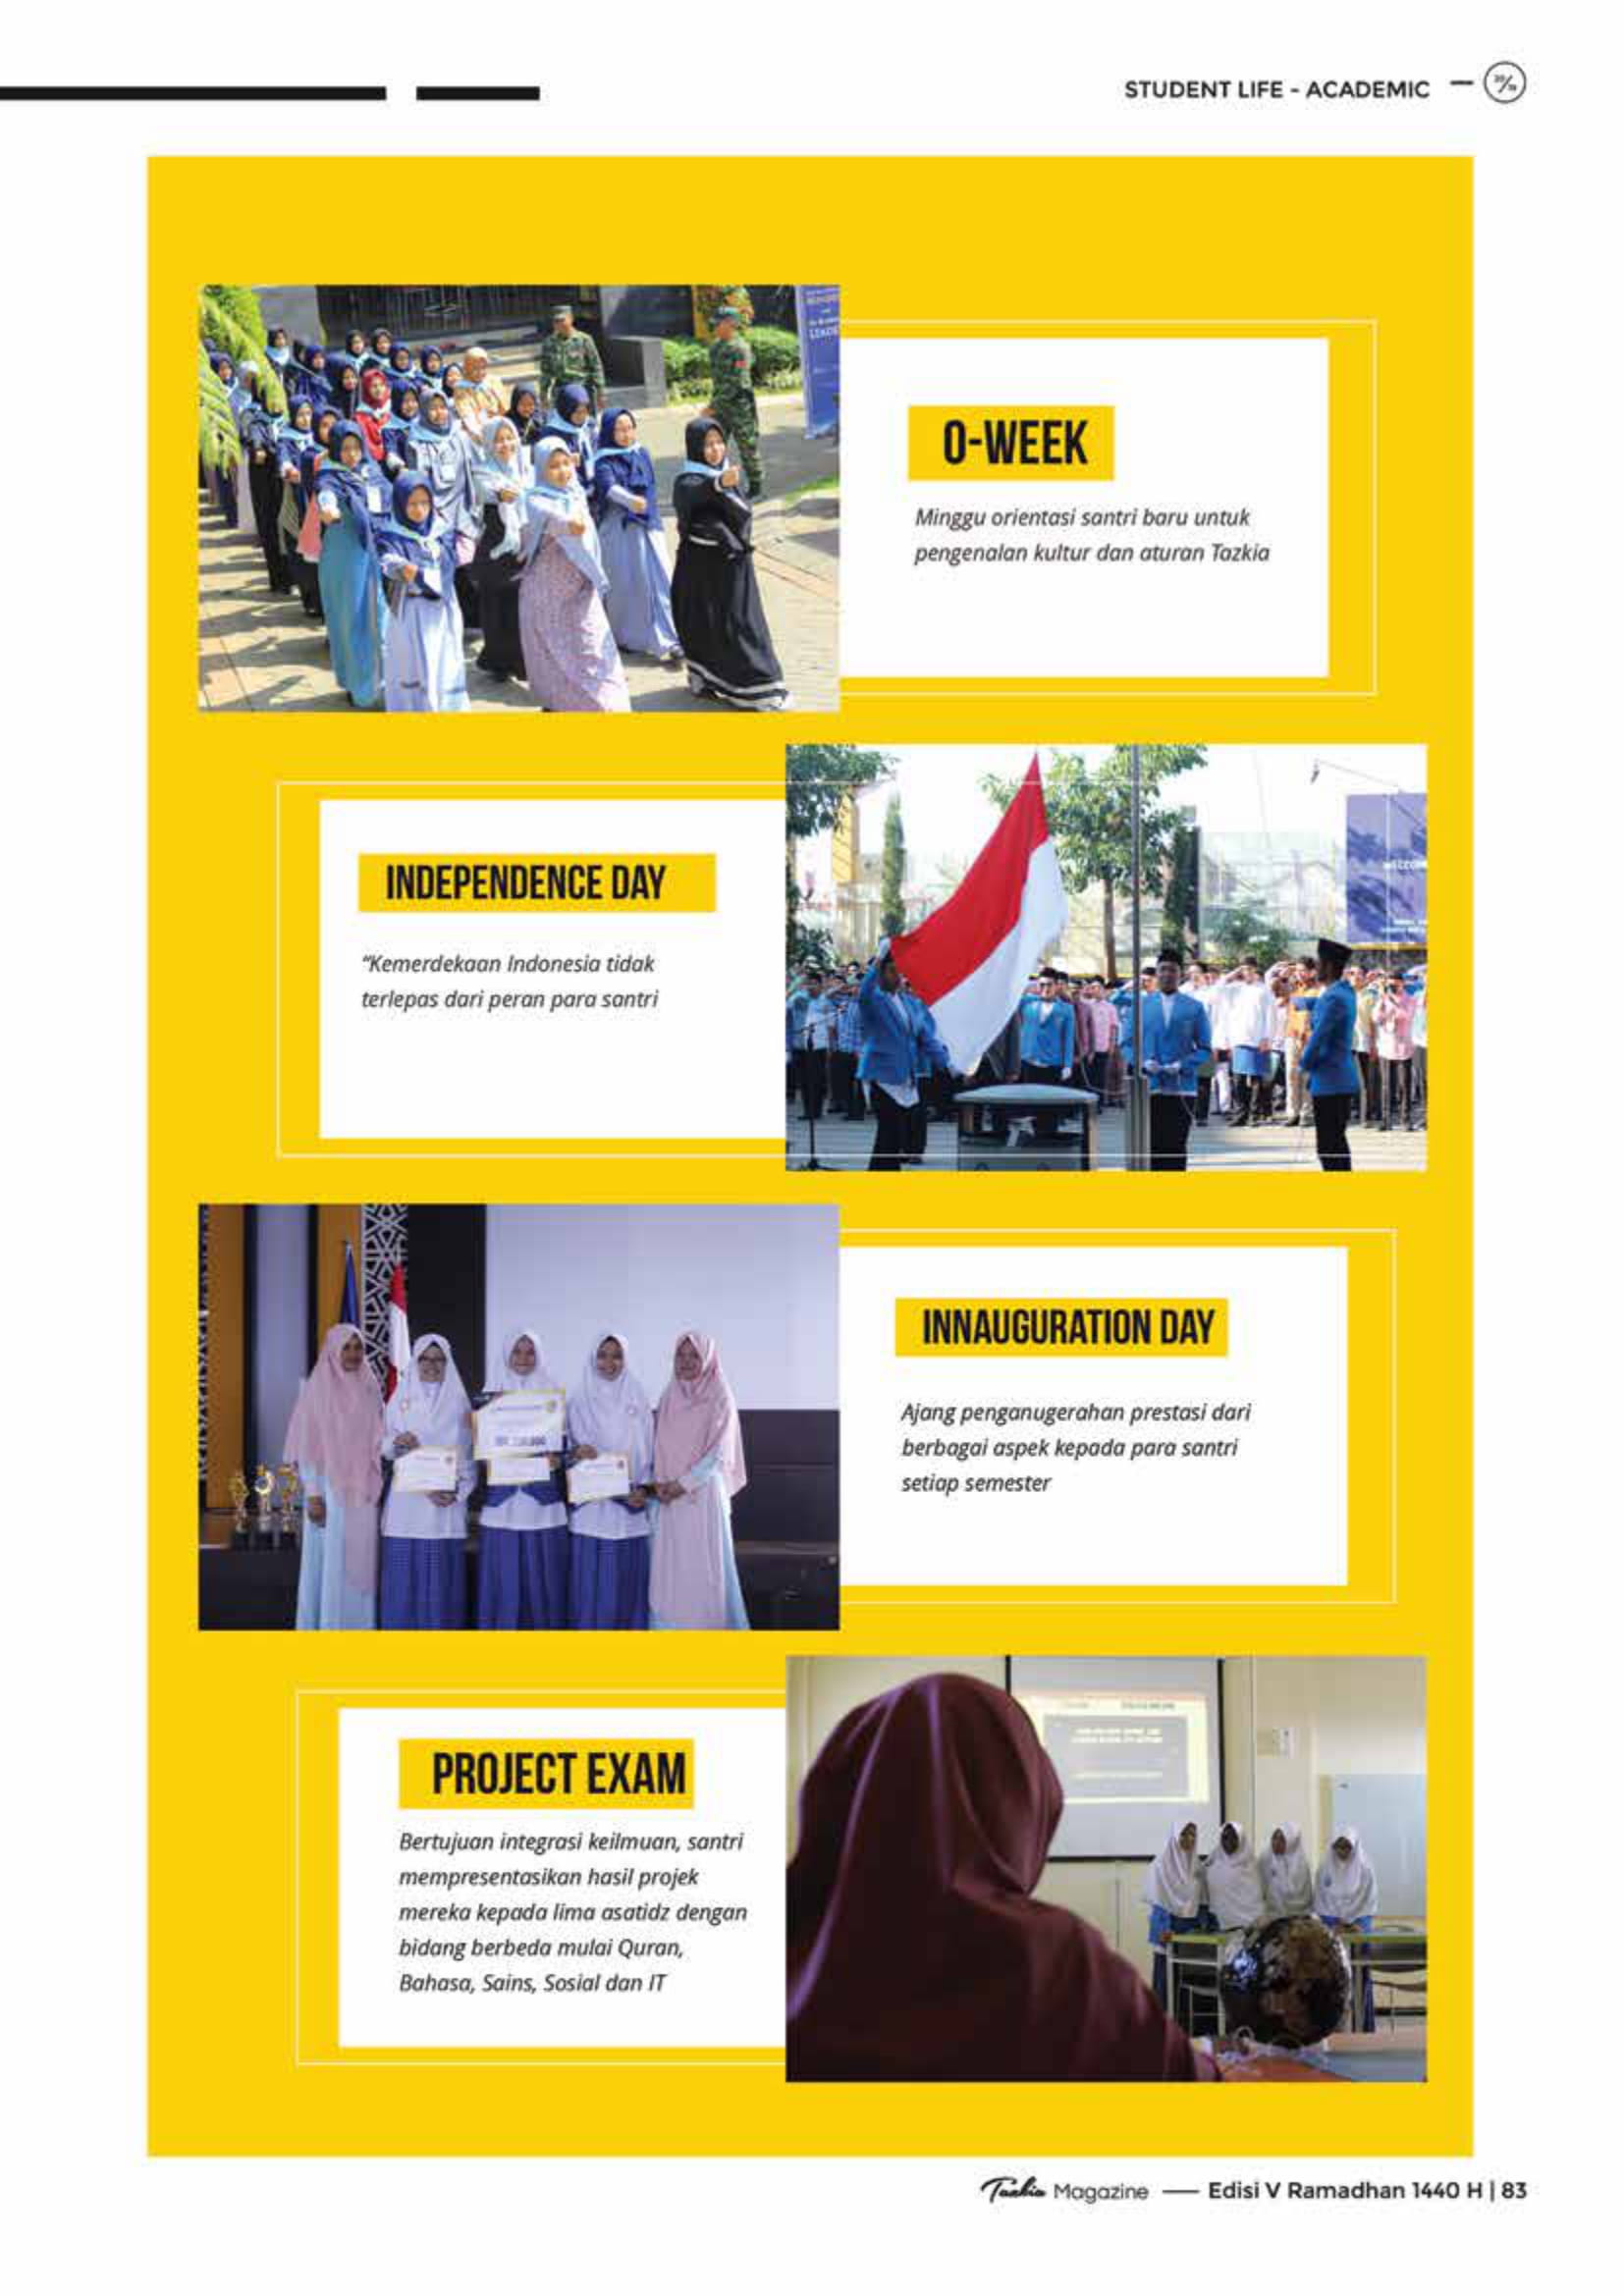 STUDENT LIFE - ACADEMIC
O-WEEK
Minggu orientasi santri baru untuk
pengenalan kultur dan aturan Tazkia
INDEPENDENCE DAY
“Kemerdekaan Indonesia tidak
terlepas dari peran para santri
INNAUGURATION DAY
Ajang penganugerahan prestasi dari
berbagai aspek kepada para santri
setiap semester
PROJECT EXAM
Bertujuan integrasi keilmuan, santri
mempresentasikan hasil projek
mereka kepada lima asatidz dengan
bidang berbeda mulai Quran,
Bahasa, Sains, Sosial dan IT
Tazkia Magazine — Edisi V Ramadhan 1440 H | 83